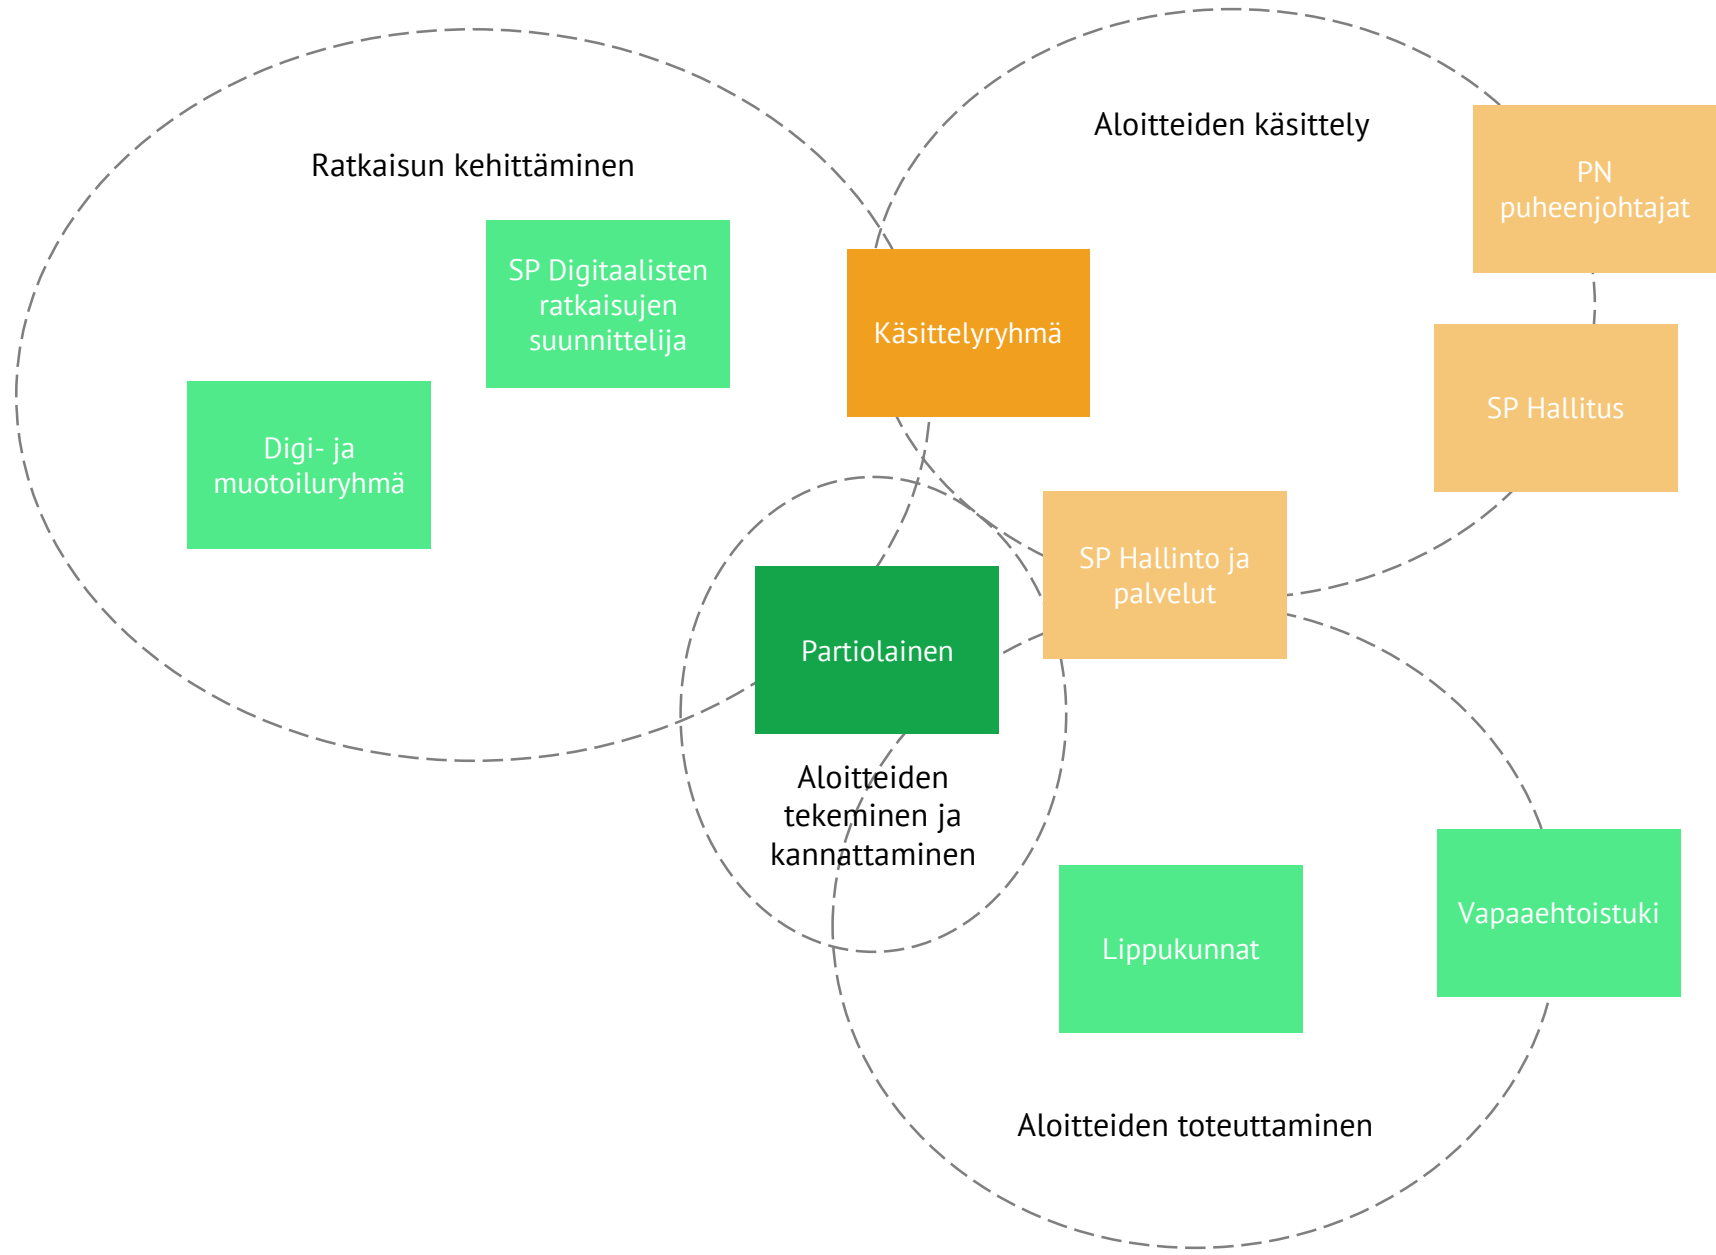 Ratkaisun kehittäminen
SP Digitaalisten
ratkaisujen
suunnittelija
Digi- ja
muotoiluryhmä
Aloitteiden käsittely
PN
puheenjohtajat
Käsittelyryhmä
SP Hallitus
SP Hallinto ja
palvelut
Partiolainen
Aloitteiden
tekeminen ja
kannattaminen
Lippukunnat
Vapaaehtoistuki
Aloitteiden toteuttaminen